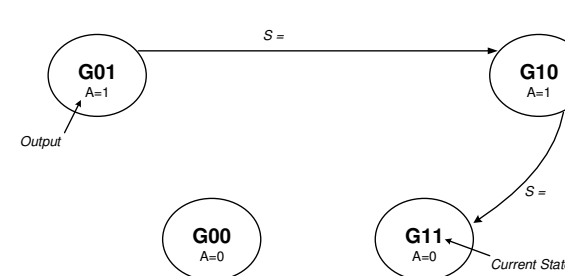 S =
G01
A=1
G10
A=1
Output
S =
G00
A=0
G11
A=0
Current Stat